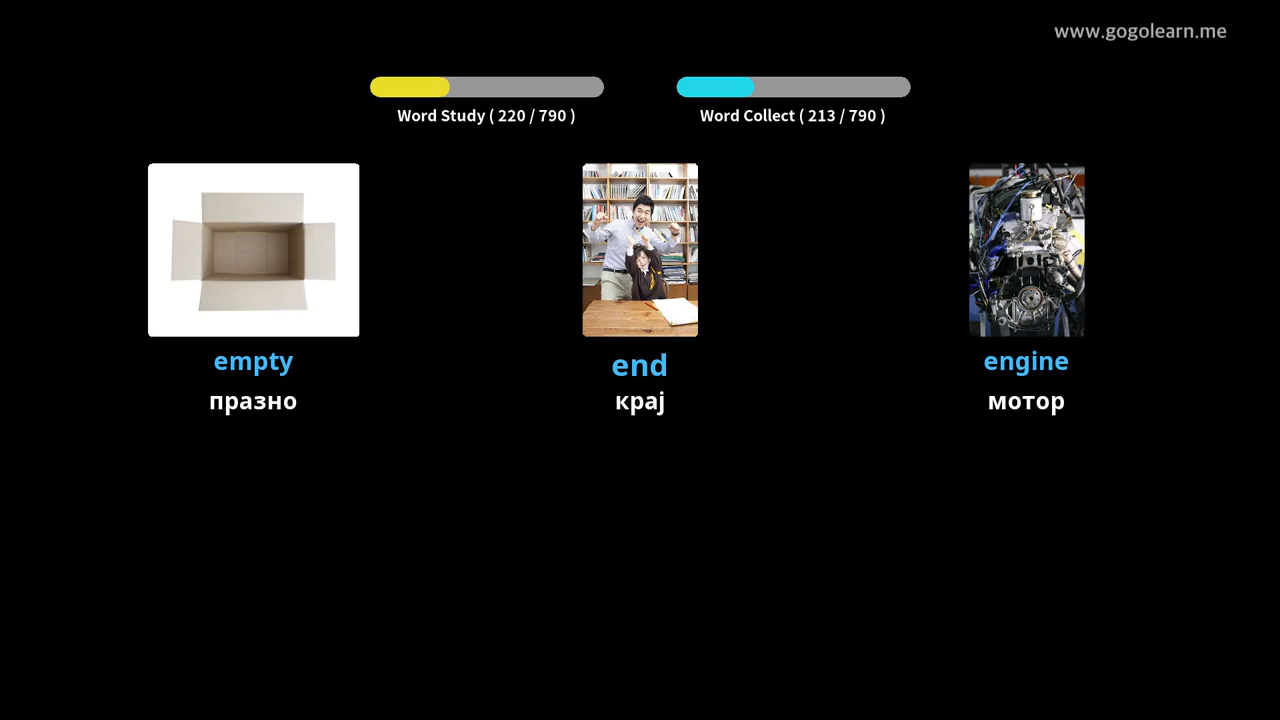 www.gogolearn.me
Word Study ( 220 / 790 )
Word Collect ( 213 / 790 )
empty
end
engine
празно
крај
мотор